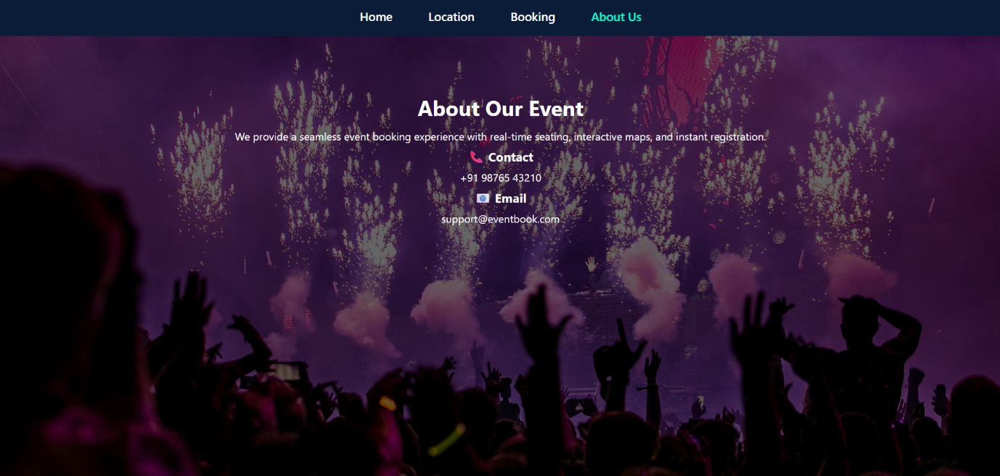 Home Location Booking About Us
About Our Event
We provide a seamless event booking experience with real-time seating, interactive maps, and instant registration.
📞 Contact
+91 98765 43210
📧 Email
support@eventbook.com